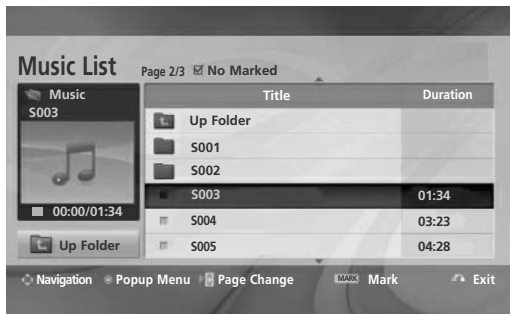 Music List Page 2/3 No Marked
Music
S003
00:00/01:34
Up Folder
Title Duration
Up Folder
S001
S002
S003 01:34
S004 03:23
S005 04:28
Navigation Popup Menu Page Change MARK Mark Exit